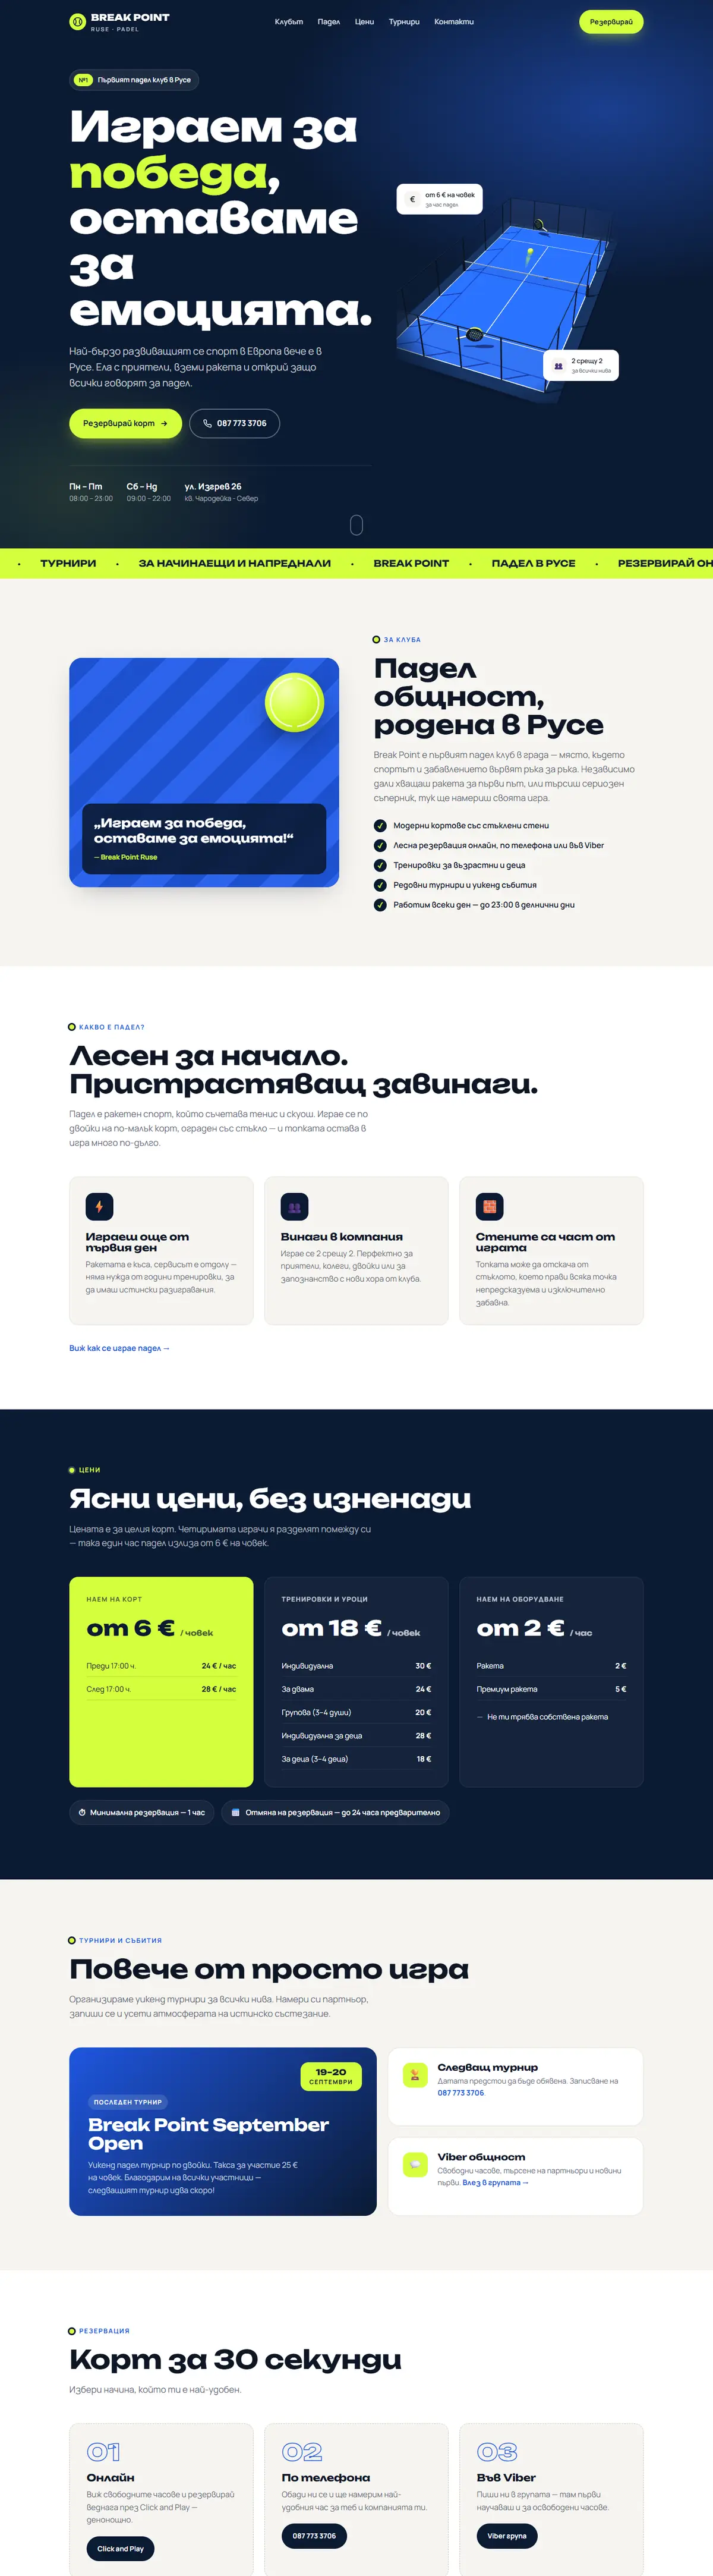 BREAK POINT
RUSE · PADEL
Клубът
Падел
Цени
Турнири
Контакти
Резервирай
№1 Първият падел клуб в Русе
Играем за
победа,
оставаме
за
емоцията.
от 6 € на човек
за час падел
2 срещу 2
за всички нива
Най-бързо развиващият се спорт в Европа вече е в
Русе. Ела с приятели, вземи ракета и открий защо
всички говорят за падел.
Резервирай корт →
087 773 3706
Пн – Пт
08:00 – 23:00
Сб – Нд
09:00 – 22:00
ул. Изгрев 26
кв. Чародейка - Север
· ТУРНИРИ · ЗА НАЧИНАЕЩИ И НАПРЕДНАЛИ · BREAK POINT · ПАДЕЛ В РУСЕ · РЕЗЕРВИРАЙ ОН
„Играем за победа,
оставаме за емоцията!“
— Break Point Ruse
ЗА КЛУБА
Падел
общност,
родена в Русе
Break Point е първият падел клуб в града — място, където
спортът и забавлението вървят ръка за ръка. Независимо
дали хващаш ракета за първи път, или търсиш сериозен
съперник, тук ще намериш своята игра.
Модерни кортове със стъклени стени
Лесна резервация онлайн, по телефона или във Viber
Тренировки за възрастни и деца
Редовни турнири и уикенд събития
Работим всеки ден — до 23:00 в делнични дни
КАКВО Е ПАДЕЛ?
Лесен за начало.
Пристрастяващ завинаги.
Падел е ракетен спорт, който съчетава тенис и скуош. Играе се по
двойки на по-малък корт, ограден със стъкло — и топката остава в
игра много по-дълго.
Играеш още от
първия ден
Ракетата е къса, сервисът е отдолу —
няма нужда от години тренировки, за
да имаш истински разигравания.
Винаги в компания
Играе се 2 срещу 2. Перфектно за
приятели, колеги, двойки или за
запознанство с нови хора от клуба.
Стените са част от
играта
Топката може да отскача от
стъклото, което прави всяка точка
непредсказуема и изключително
забавна.
Виж как се играе падел →
ЦЕНИ
Ясни цени, без изненади
Цената е за целия корт. Четиримата играчи я разделят помежду си
— така един час падел излиза от 6 € на човек.
НАЕМ НА КОРТ
от 6 € / човек
Преди 17:00 ч. 24 € / час
След 17:00 ч. 28 € / час
ТРЕНИРОВКИ И УРОЦИ
от 18 € / човек
Индивидуална 30 €
За двама 24 €
Групова (3–4 души) 20 €
Индивидуална за деца 28 €
За деца (3–4 деца) 18 €
НАЕМ НА ОБОРУДВАНЕ
от 2 € / час
Ракета 2 €
Премиум ракета 5 €
— Не ти трябва собствена ракета
Минимална резервация — 1 час
Отмяна на резервация — до 24 часа предварително
ТУРНИРИ И СЪБИТИЯ
Повече от просто игра
Организираме уикенд турнири за всички нива. Намери си партньор,
запиши се и усети атмосферата на истинско състезание.
19–20
СЕПТЕМВРИ
ПОСЛЕДЕН ТУРНИР
Break Point September
Open
Уикенд падел турнир по двойки. Такса за участие 25 €
на човек. Благодарим на всички участници —
следващият турнир идва скоро!
Следващ турнир
Датата предстои да бъде обявена. Записване на
087 773 3706
Viber общност
Свободни часове, търсене на партньори и новини
първи. Влез в групата →
РЕЗЕРВАЦИЯ
Корт за 30 секунди
Избери начина, който ти е най-удобен.
01
Онлайн
Виж свободните часове и резервирай
веднага през Click and Play —
денонощно.
Click and Play
02
По телефона
Обади ни се и ще намерим най-
удобния час за теб и компанията ти.
087 773 3706
03
Във Viber
Пиши ни в групата — там първи
научаваш и за освободени часове.
Viber група